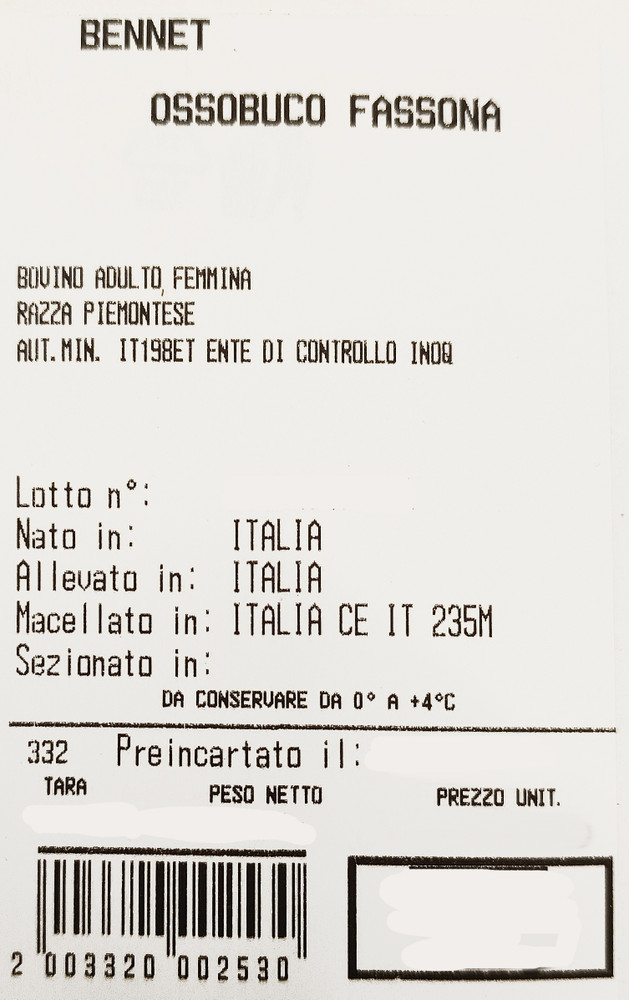 BENNET
OSSOBUCO FASSONA
BOVINO ADULTO, FEMMINA
RAZZA PIEMONTESE
AUT.MIN. IT198ET ENTE DI CONTROLLO INOQ
Lotto n°:
Nato in: ITALIA
Allevato in: ITALIA
Macellato in: ITALIA CE IT 235M
Sezionato in:
DA CONSERVARE DA 0° A +4°C
332 Preincartato il:
TARA PESO NETTO PREZZO UNIT.
2 003320 002530